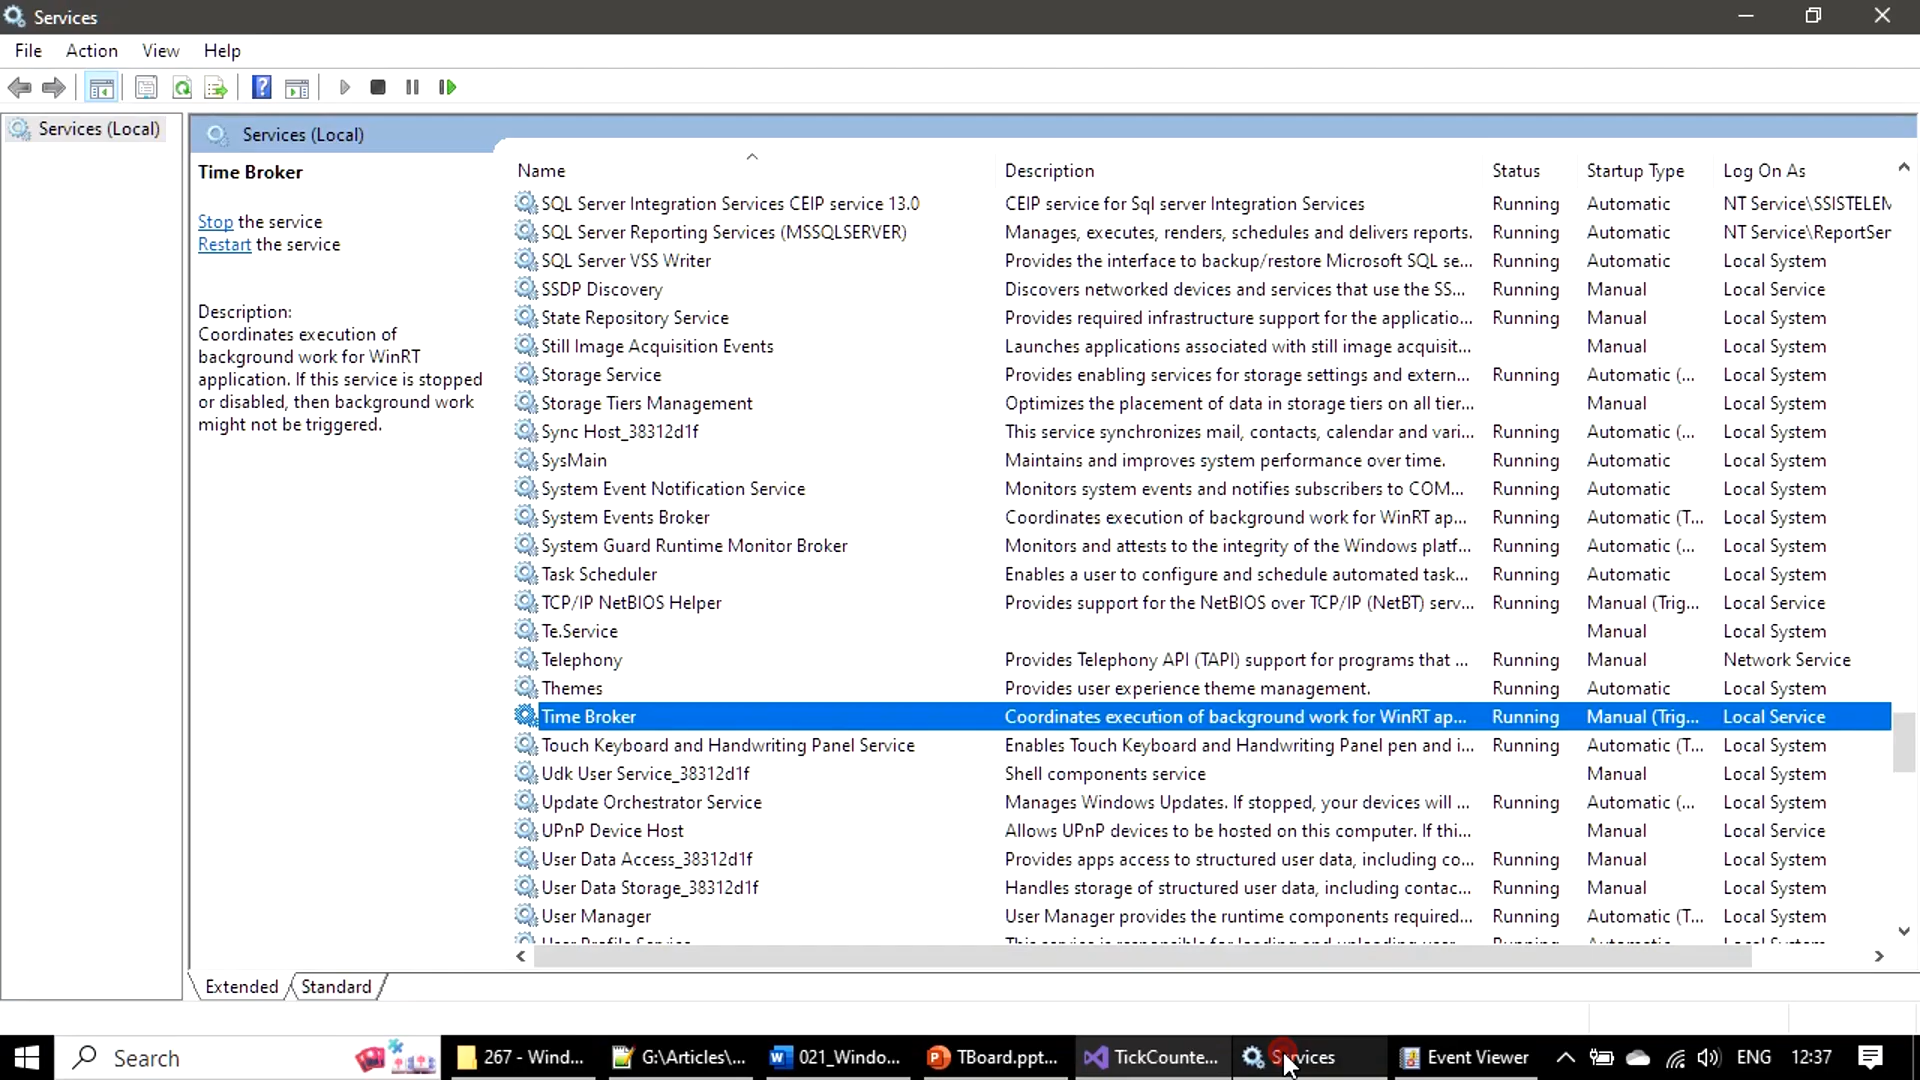 Services
File Action View Help
Services (Local)
Services (Local)
Time Broker
Stop the service
Restart the service
Description:
Coordinates execution of
background work for WinRT
application. If this service is stopped
or disabled, then background work
might not be triggered.
Name Description Status Startup Type Log On As
SQL Server Integration Services CEIP service 13.0 CEIP service for Sql server Integration Services Running Automatic NT Service\SSISTELEM
SQL Server Reporting Services (MSSQLSERVER) Manages, executes, renders, schedules and delivers reports. Running Automatic NT Service\ReportSer
SQL Server VSS Writer Provides the interface to backup/restore Microsoft SQL se... Running Automatic Local System
SSDP Discovery Discovers networked devices and services that use the SS... Running Manual Local Service
State Repository Service Provides required infrastructure support for the applicatio... Running Manual Local System
Still Image Acquisition Events Launches applications associated with still image acquisit... Manual Local System
Storage Service Provides enabling services for storage settings and extern... Running Automatic (... Local System
Storage Tiers Management Optimizes the placement of data in storage tiers on all tier... Manual Local System
Sync Host_38312d1f This service synchronizes mail, contacts, calendar and vari... Running Automatic (... Local System
SysMain Maintains and improves system performance over time. Running Automatic Local System
System Event Notification Service Monitors system events and notifies subscribers to COM... Running Automatic Local System
System Events Broker Coordinates execution of background work for WinRT ap... Running Automatic (T... Local System
System Guard Runtime Monitor Broker Monitors and attests to the integrity of the Windows platf... Running Automatic (... Local System
Task Scheduler Enables a user to configure and schedule automated task... Running Automatic Local System
TCP/IP NetBIOS Helper Provides support for the NetBIOS over TCP/IP (NetBT) serv... Running Manual (Trig... Local Service
Te.Service Manual Local System
Telephony Provides Telephony API (TAPI) support for programs that ... Running Manual Network Service
Themes Provides user experience theme management. Running Automatic Local System
Time Broker Coordinates execution of background work for WinRT ap... Running Manual (Trig... Local Service
Touch Keyboard and Handwriting Panel Service Enables Touch Keyboard and Handwriting Panel pen and i... Running Automatic (T... Local System
Udk User Service_38312d1f Shell components service Manual Local System
Update Orchestrator Service Manages Windows Updates. If stopped, your devices will ... Running Automatic (... Local System
UPnP Device Host Allows UPnP devices to be hosted on this computer. If thi... Manual Local Service
User Data Access_38312d1f Provides apps access to structured user data, including co... Running Manual Local System
User Data Storage_38312d1f Handles storage of structured user data, including contac... Running Manual Local System
User Manager User Manager provides the runtime components required... Running Automatic (T... Local System
User Profile Service This service is responsible for loading and unloading user ... Running Automatic Local System
Extended Standard
Search 267 - Wind... G:\Articles\... 021_Windo... TBoard.ppt... TickCounte... Services Event Viewer ENG 12:37